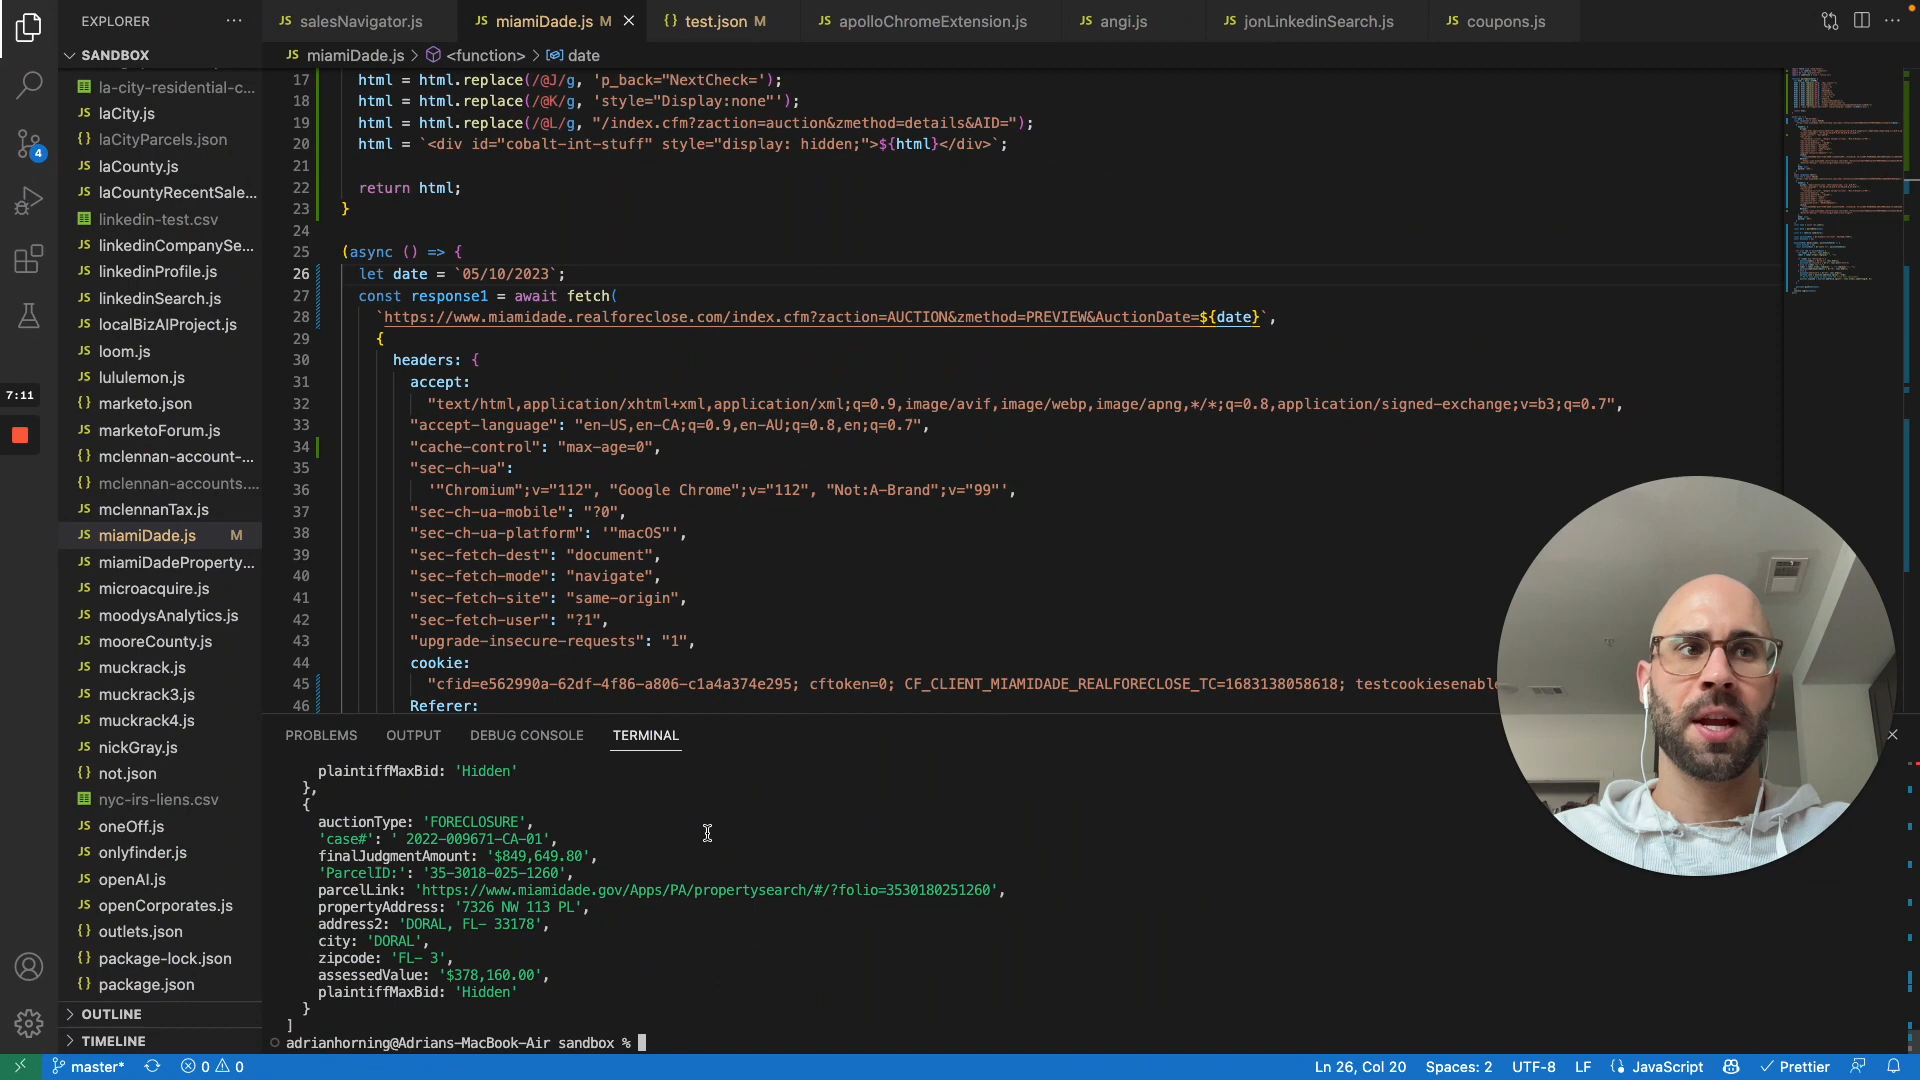 EXPLORER
salesNavigator.js
miamiDade.js M
test.json M
apolloChromeExtension.js
angi.js
jonLinkedinSearch.js
coupons.js
SANDBOX
miamiDade.js > <function> > date
la-city-residential-c...
laCity.js
laCityParcels.json
laCounty.js
laCountyRecentSale...
linkedin-test.csv
linkedinCompanySe...
linkedinProfile.js
linkedinSearch.js
localBizAIProject.js
loom.js
lululemon.js
marketo.json
marketoForum.js
mclennan-account-...
mclennan-accounts....
mclennanTax.js
miamiDade.js M
miamiDadeProperty...
microacquire.js
moodysAnalytics.js
mooreCounty.js
muckrack.js
muckrack3.js
muckrack4.js
nickGray.js
not.json
nyc-irs-liens.csv
oneOff.js
onlyfinder.js
openAI.js
openCorporates.js
outlets.js
package-lock.json
package.json
OUTLINE
TIMELINE
4
7:11
17 html = html.replace(/@J/g, 'p_back="NextCheck=');
18 html = html.replace(/@K/g, 'style="Display:none"');
19 html = html.replace(/@L/g, "/index.cfm?zaction=auction&zmethod=details&AID=");
20 html = `<div id="cobalt-int-stuff" style="display: hidden;">${html}</div>`;
21
22 return html;
23 }
24
25 (async () => {
26 let date = `05/10/2023`;
27 const response1 = await fetch(
28 `https://www.miamidade.realforeclose.com/index.cfm?zaction=AUCTION&zmethod=PREVIEW&AuctionDate=${date}`,
29 {
30 headers: {
31 accept:
32 "text/html,application/xhtml+xml,application/xml;q=0.9,image/avif,image/webp,image/apng,*/*;q=0.8,application/signed-exchange;v=b3;q=0.7",
33 "accept-language": "en-US,en-CA;q=0.9,en-AU;q=0.8,en;q=0.7",
34 "cache-control": "max-age=0",
35 "sec-ch-ua":
36 '"Chromium";v="112", "Google Chrome";v="112", "Not:A-Brand";v="99"',
37 "sec-ch-ua-mobile": "?0",
38 "sec-ch-ua-platform": '"macOS"',
39 "sec-fetch-dest": "document",
40 "sec-fetch-mode": "navigate",
41 "sec-fetch-site": "same-origin",
42 "sec-fetch-user": "?1",
43 "upgrade-insecure-requests": "1",
44 cookie:
45 "cfid=e562990a-62df-4f86-a806-c1a4a374e295; cftoken=0; CF_CLIENT_MIAMIDADE_REALFORECLOSE_TC=1683138058618; testcookiesenable
46 Referer:
PROBLEMS OUTPUT DEBUG CONSOLE TERMINAL
plaintiffMaxBid: 'Hidden'
},
{
auctionType: 'FORECLOSURE',
'case#': ' 2022-009671-CA-01',
finalJudgmentAmount: '$849,649.80',
'ParcelID:': '35-3018-025-1260',
parcelLink: 'https://www.miamidade.gov/Apps/PA/propertysearch/#/?folio=3530180251260',
propertyAddress: '7326 NW 113 PL',
address2: 'DORAL, FL- 33178',
city: 'DORAL',
zipcode: 'FL- 3',
assessedValue: '$378,160.00',
plaintiffMaxBid: 'Hidden'
}
]
adrianhorning@Adrians-MacBook-Air sandbox %
master* 0 0 Ln 26, Col 20 Spaces: 2 UTF-8 LF JavaScript Prettier